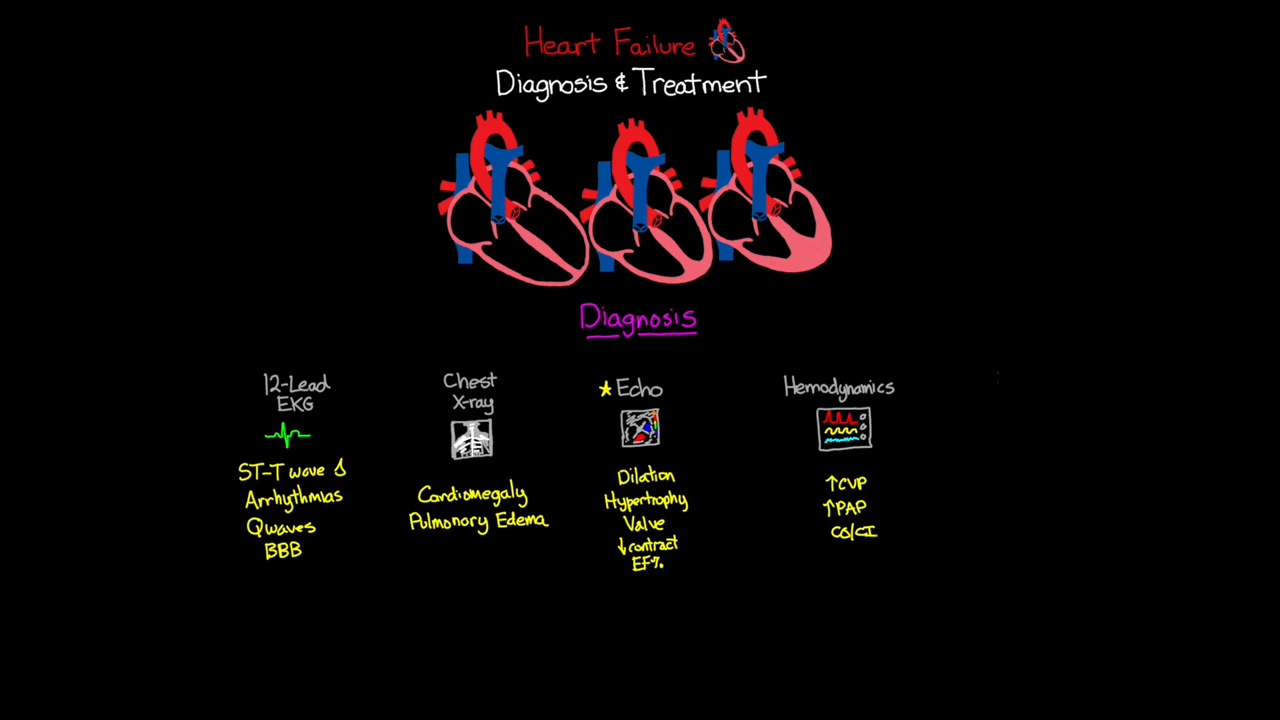 Heart Failure
Diagnosis & Treatment
Diagnosis
12-Lead
EKG
ST-T wave Δ
Arrhythmias
Qwaves
BBB
Chest
X-ray
Cardiomegaly
Pulmonary Edema
★ Echo
Dilation
Hypertrophy
Valve
↓ contract
EF%
Hemodynamics
↑CVP
↑PAP
CO/CI